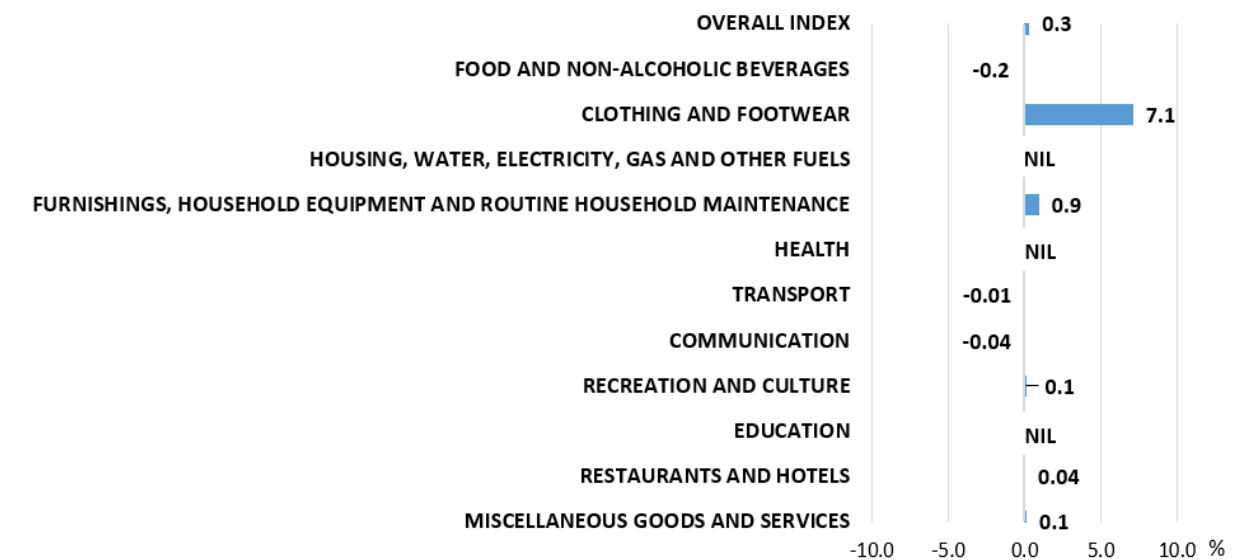 OVERALL INDEX 0.3
FOOD AND NON-ALCOHOLIC BEVERAGES -0.2
CLOTHING AND FOOTWEAR 7.1
HOUSING, WATER, ELECTRICITY, GAS AND OTHER FUELS NIL
FURNISHINGS, HOUSEHOLD EQUIPMENT AND ROUTINE HOUSEHOLD MAINTENANCE 0.9
HEALTH NIL
TRANSPORT -0.01
COMMUNICATION -0.04
RECREATION AND CULTURE 0.1
EDUCATION NIL
RESTAURANTS AND HOTELS 0.04
MISCELLANEOUS GOODS AND SERVICES 0.1
-10.0 -5.0 0.0 5.0 10.0 %